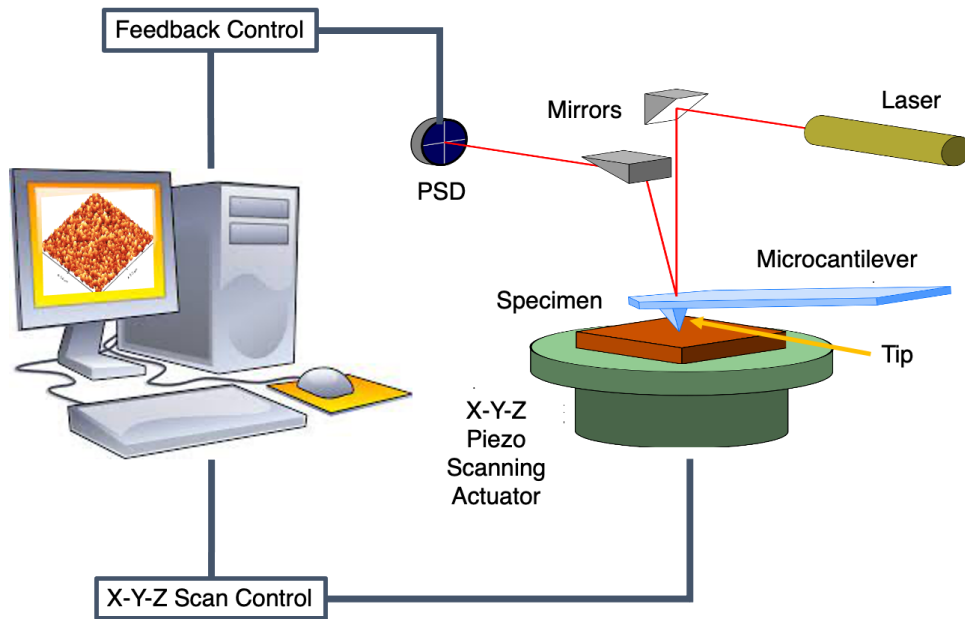 Feedback Control
Mirrors
Laser
PSD
Microcantilever
Specimen
Tip
X-Y-Z
Piezo
Scanning
Actuator
X-Y-Z Scan Control